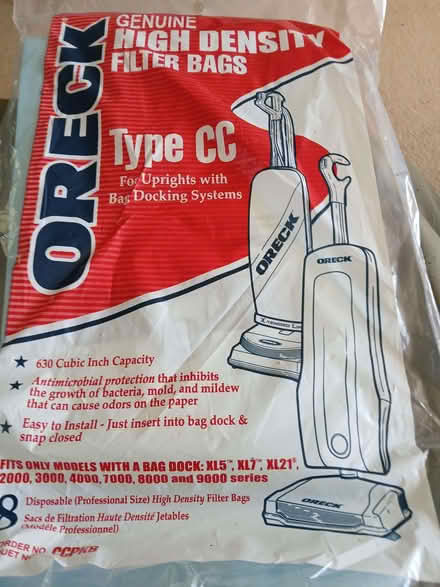 ORECK
GENUINE
HIGH DENSITY
FILTER BAGS
Type CC
For Uprights with
Bag Docking Systems
ORECK
ORECK
★ 630 Cubic Inch Capacity
★ Antimicrobial protection that inhibits
the growth of bacteria, mold, and mildew
that can cause odors on the paper
★ Easy to Install - Just insert into bag dock &
snap closed
FITS ONLY MODELS WITH A BAG DOCK: XL5™, XL7™, XL21®,
2000, 3000, 4000, 7000, 8000 and 9000 series
8 Disposable (Professional Size) High Density Filter Bags
Sacs de Filtration Haute Densité Jetables
(Modèle Professionnel)
ORECK
ORDER NO. CCPK8